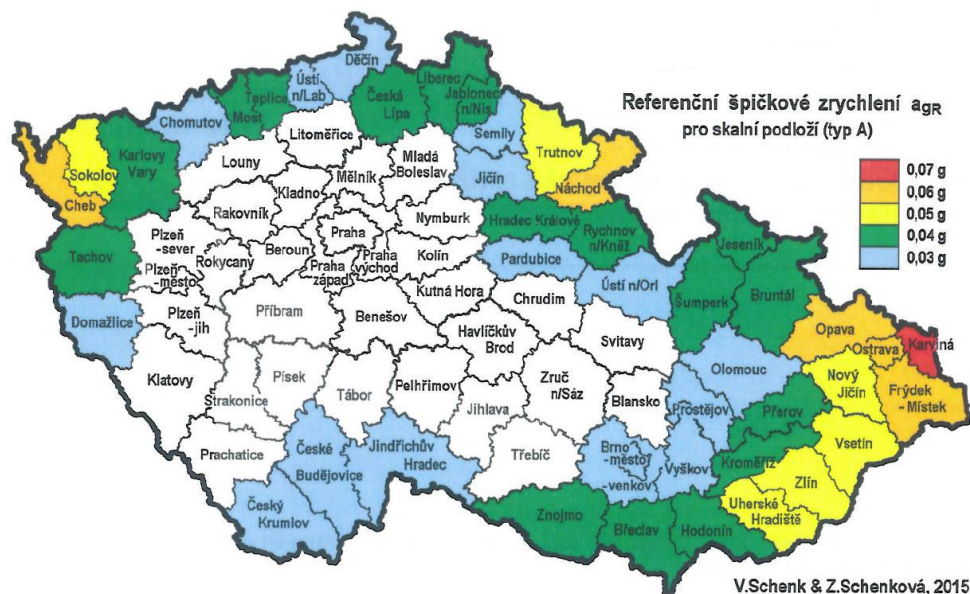 Referenční špičkové zrychlení agR
pro skalní podloží (typ A)
0,07 g
0,06 g
0,05 g
0,04 g
0,03 g
Děčín
Ústí
n/Lab
Teplice
Most
Chomutov
Česká
Lípa
Liberec
Jablonec
n/Nis
Semily
Trutnov
Náchod
Jičín
Litoměřice
Louny
Mělník
Mladá
Boleslav
Karlovy
Vary
Sokolov
Cheb
Kladno
Rakovník
Nymburk
Hradec Králové
Rychnov
n/Kněž
Praha
Praha
východ
Praha
západ
Beroun
Kolín
Pardubice
Ústí n/Orl
Jeseník
Bruntál
Šumperk
Tachov
Plzeň
-sever
Plzeň
-město
Rokycany
Plzeň
-jih
Domažlice
Kutná Hora
Chrudim
Příbram
Benešov
Havlíčkův
Brod
Svitavy
Opava
Ostrava
Karviná
Nový
Jičín
Frýdek
- Místek
Olomouc
Klatovy
Strakonice
Písek
Tábor
Pelhřimov
Jihlava
Zruč
n/Sáz
Blansko
Prostějov
Přerov
Vsetín
Prachatice
České
Budějovice
Jindřichův
Hradec
Třebíč
Brno
-město
-venkov
Vyškov
Kroměříž
Zlín
Uherské
Hradiště
Český
Krumlov
Znojmo
Břeclav
Hodonín
V.Schenk & Z.Schenková, 2015